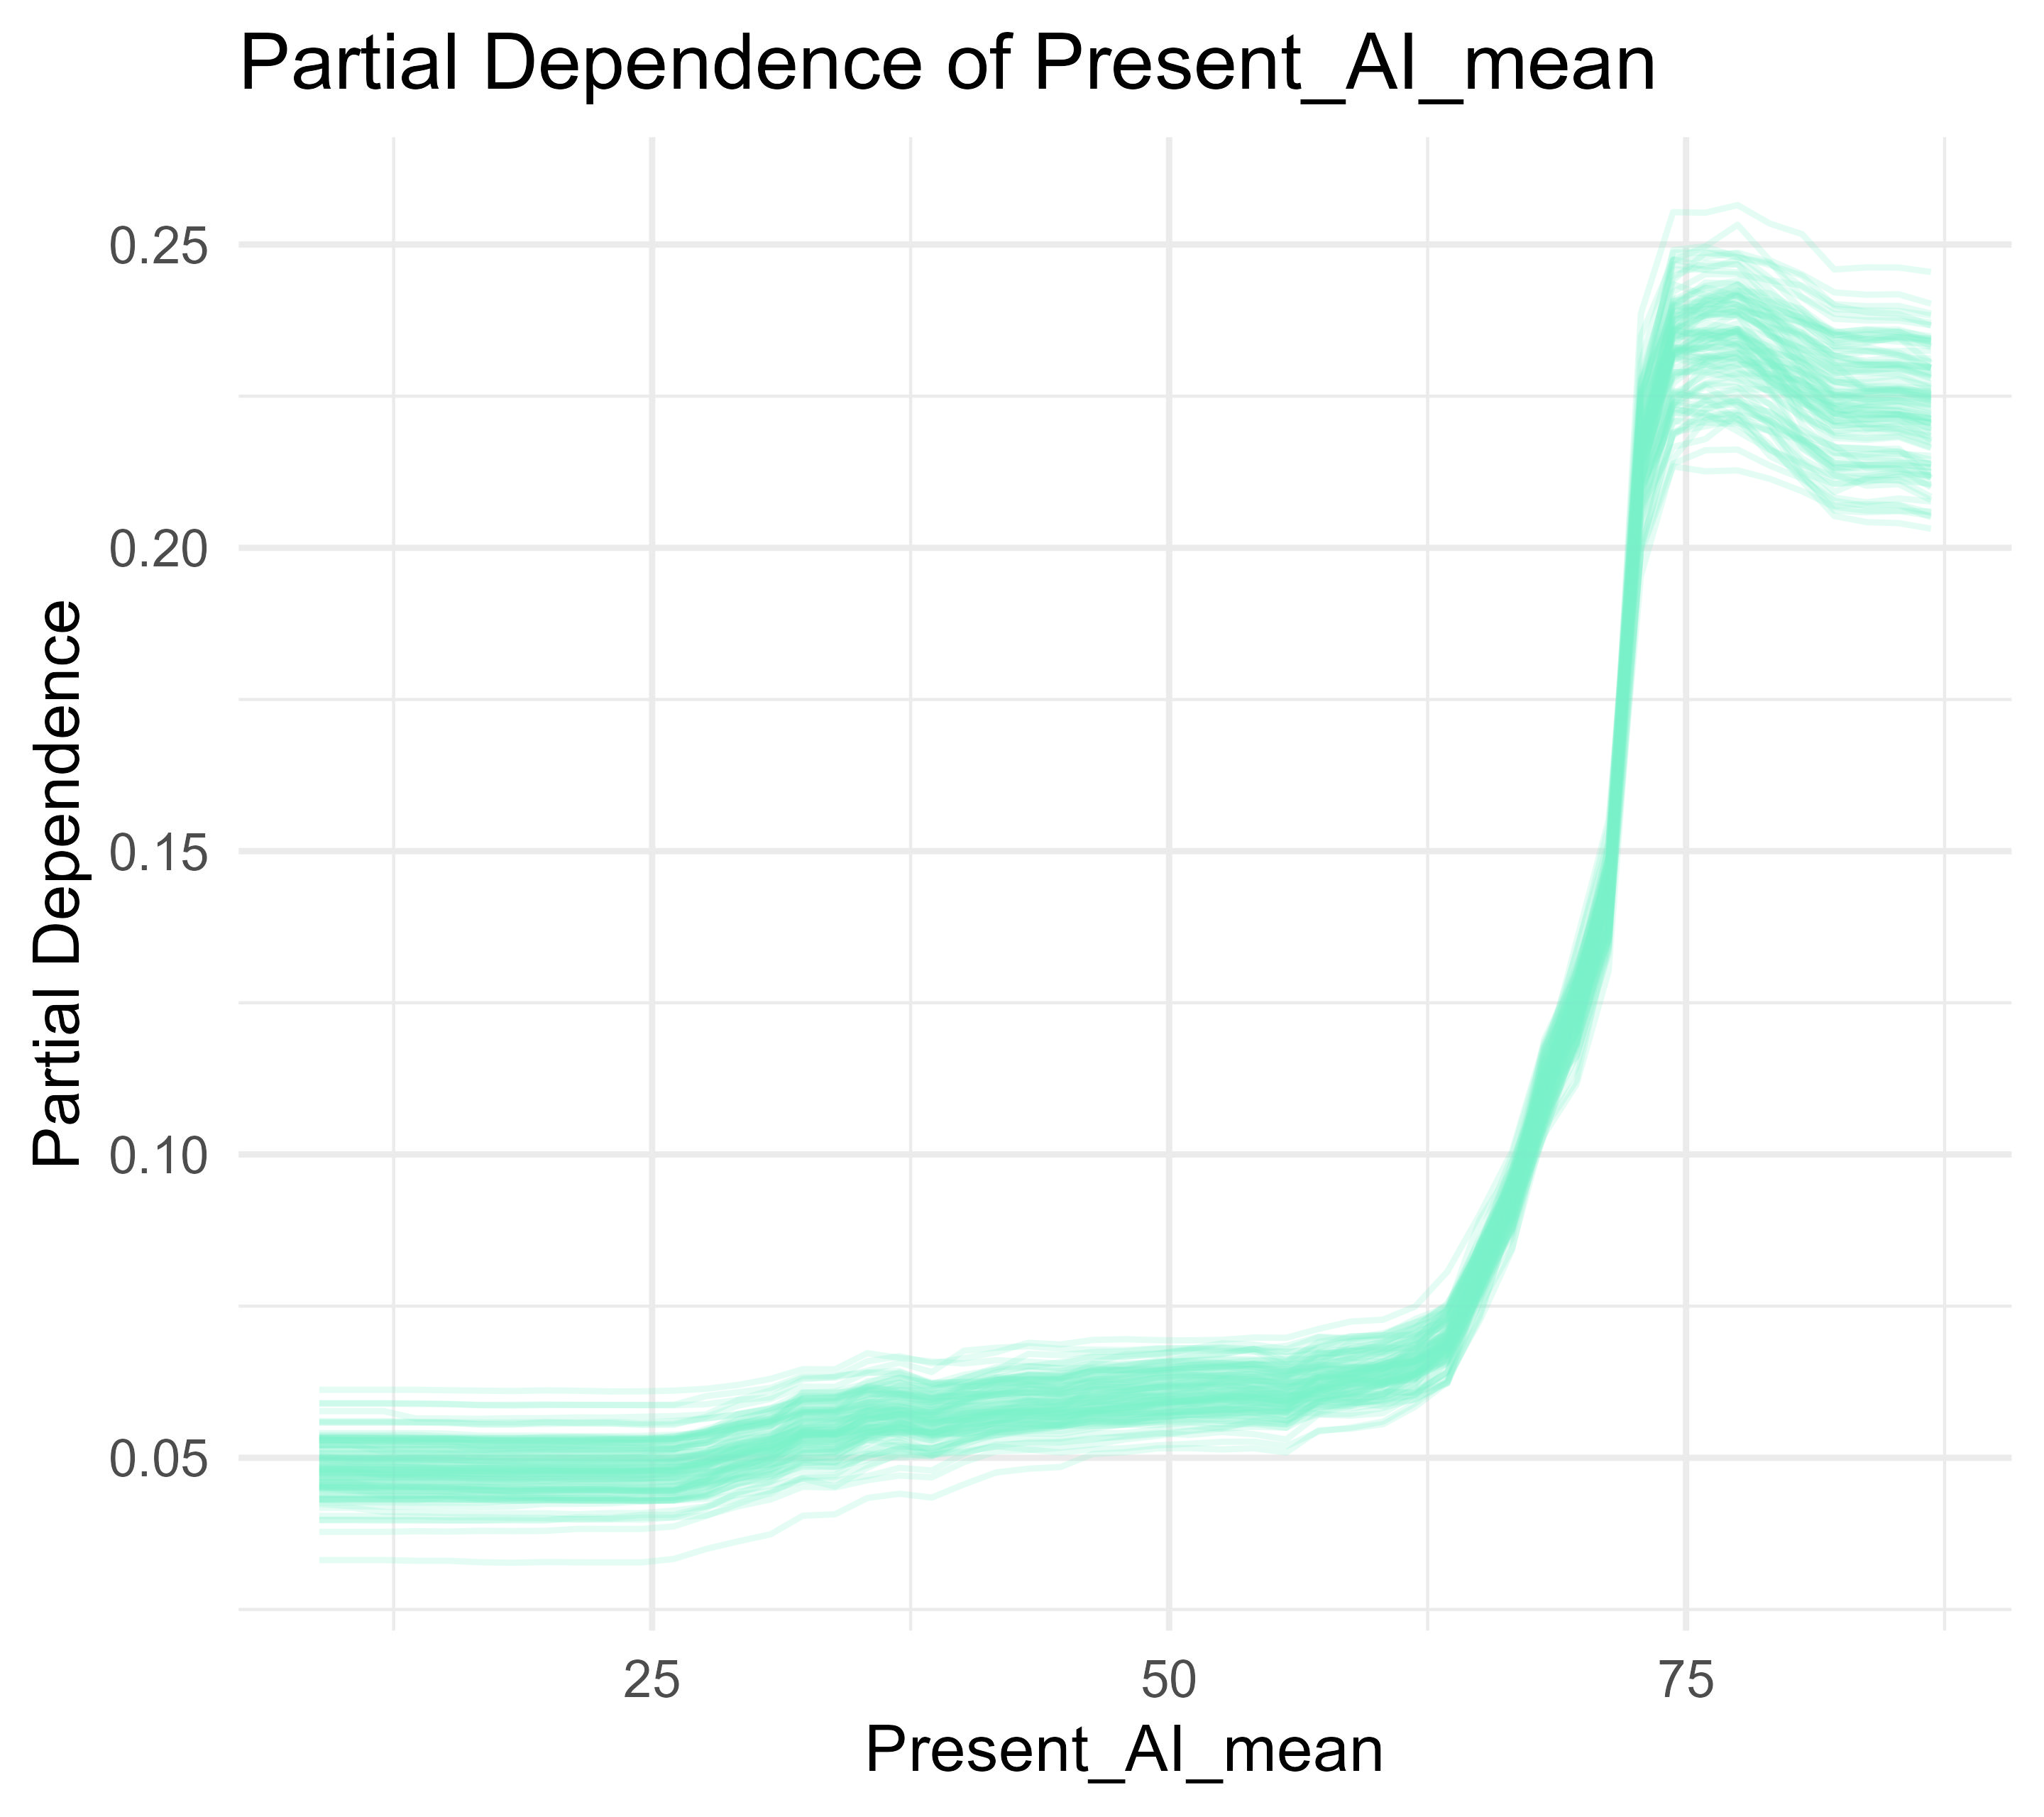 Partial Dependence of Present_AI_mean
0.25
0.20
0.15
0.10
0.05
Partial Dependence
25 50 75
Present_AI_mean